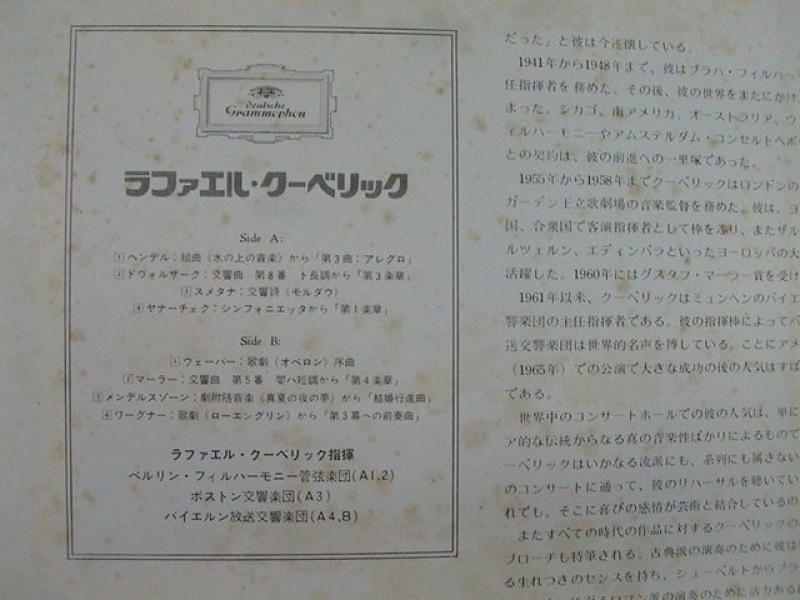 deutsche
Grammophon
ラファエル・クーベリック
Side A:
1 ヘンデル：組曲〈水の上の音楽〉から「第3曲：アレグロ」
2 ドヴォルザーク：交響曲 第8番 ト長調から「第3楽章」
3 スメタナ：交響詩〈モルダウ〉
4 ヤナーチェク：シンフォニエッタから「第1楽章」
Side B:
1 ウェーバー：歌劇〈オベロン〉序曲
2 マーラー：交響曲 第5番 嬰ハ短調から「第4楽章」
3 メンデルスゾーン：劇附随音楽〈真夏の夜の夢〉から「結婚行進曲」
4 ワーグナー：歌劇〈ローエングリン〉から「第3幕への前奏曲」
ラファエル・クーベリック指揮
ベルリン・フィルハーモニー管弦楽団(A1,2)
ボストン交響楽団(A3)
バイエルン放送交響楽団(A4,B)
だった」と彼は今述懐している。
1941年から1948年まで、彼はプラハ・フィルハー
任指揮者を務めた。その後、彼の世界をまたにかけ
まった。シカゴ、南アメリカ、オーストラリア、ウ
ィルハーモニーやアムステルダム・コンセルトヘボ
との契約は、彼の前進への一里塚であった。
1955年から1958年までクーベリックはロンドンの
ガーデン王立歌劇場の音楽監督を務めた。彼は、ヨ
国、合衆国で客演指揮者として棒をふり、またザル
ルツェルン、エディンバラといったヨーロッパの大
活躍した。1960年にはグスタフ・マーラー賞を受け
1961年以来、クーベリックはミュンヘンのバイエ
響楽団の主任指揮者である。彼の指揮棒によってバ
送交響楽団は世界的名声を博している。ことにアメ
（1965年）での公演で大きな成功の後の人気はすば
である。
世界中のコンサートホールでの彼の人気は、単に
ア的な伝統からなる真の音楽性ばかりによるもので
ーベリックはいかなる流派にも、系列にも属さない
のコンサートに通って、彼のリハーサルを聴いてい
れでも、そこに喜びの感情が芸術と結合しているの
またすべての時代の作品に対するクーベリックの
プローチも特筆される。古典派の演奏のために彼は
る生れつきのセンスを持ち、シューベルトからブラ
ロマン派の演奏のために活力ある